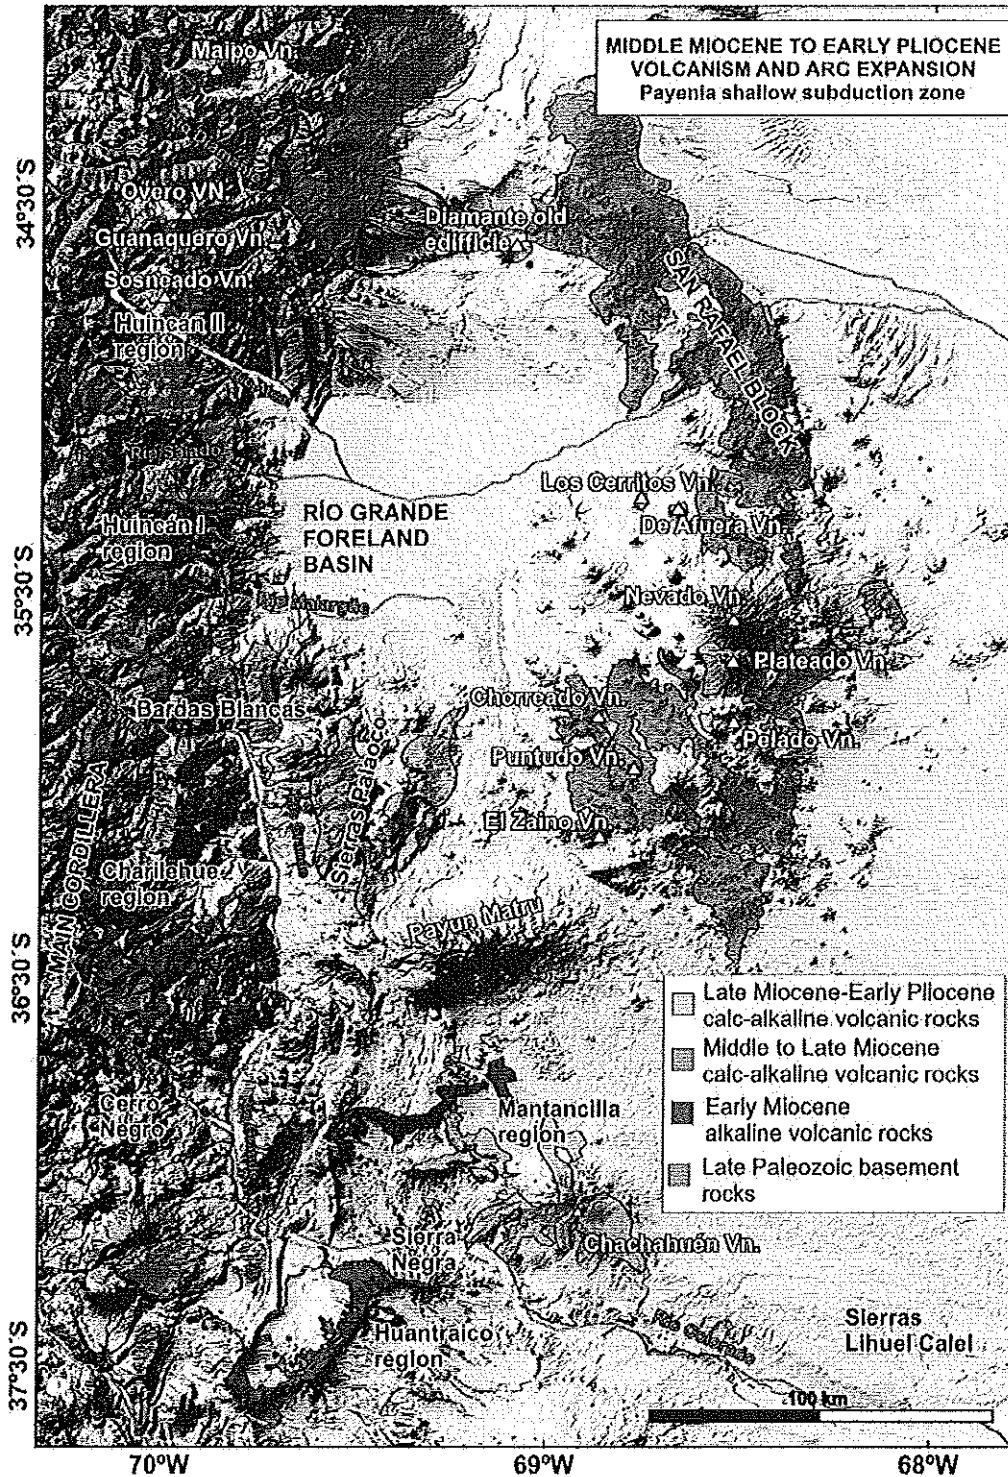 MIDDLE MIOCENE TO EARLY PLIOCENE
VOLCANISM AND ARC EXPANSION
Payenia shallow subduction zone
Maipo Vn.
34°30´S
Overo VN.
Diamante old
edifficie
Guanaquero Vn.
Sosneado Vn.
SAN RAFAEL BLOCK
Huincán II
region
Los Cerritos Vn.
RÍO GRANDE
FORELAND
BASIN
De Afuera Vn.
Huincán I
region
35°30´S
Nevado Vn.
Plateado Vn.
Chorreado Vn.
Bardas Blancas
Sierras Palaoco
Polado Vn.
Puntudo Vn.
MAIN CORDILLERA
El Zaino Vn.
Charilehue
region
Payun Matru
36°30´S
Late Miocene-Early Pliocene
calc-alkaline volcanic rocks
Middle to Late Miocene
calc-alkaline volcanic rocks
Early Miocene
alkaline volcanic rocks
Late Paleozoic basement
rocks
Cerro
Negro
Mantancilla
region
Sierra
Negra
Chachahuén Vn.
37°30´S
Huantraico
region
Río Colorado
Sierras
Lihuel Calel
100 km
70°W
69°W
68°W